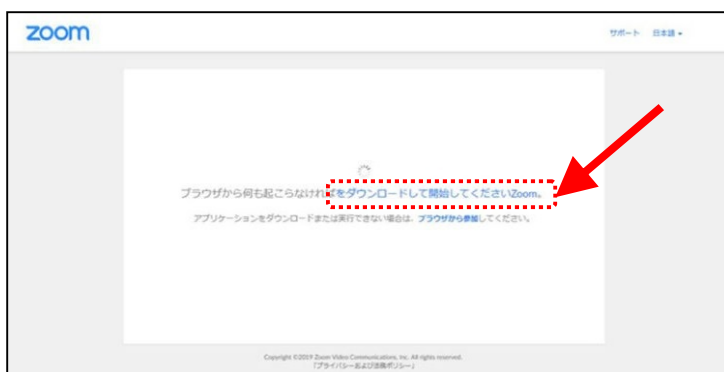 zoom
サポート 日本語
ブラウザから何も起こらなければをダウンロードして開始してくださいZoom。
アプリケーションをダウンロードまたは実行できない場合は、ブラウザから参加してください。
Copyright ©2019 Zoom Video Communications, Inc. All rights reserved.
「プライバシーおよび法務ポリシー」